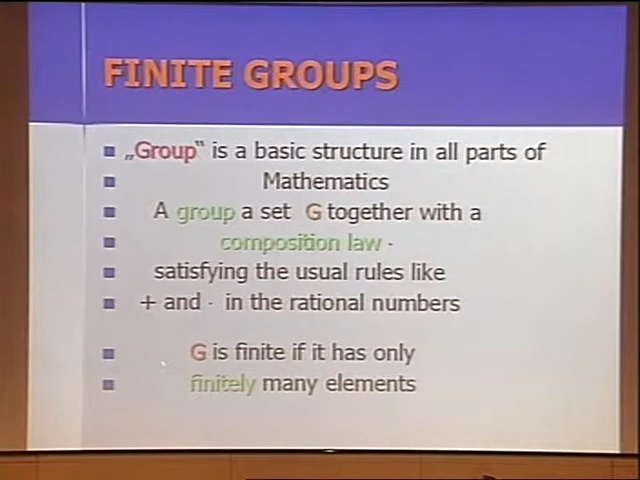 FINITE GROUPS
„Group“ is a basic structure in all parts of
Mathematics
A group a set G together with a
composition law ·
satisfying the usual rules like
+ and · in the rational numbers
G is finite if it has only
finitely many elements